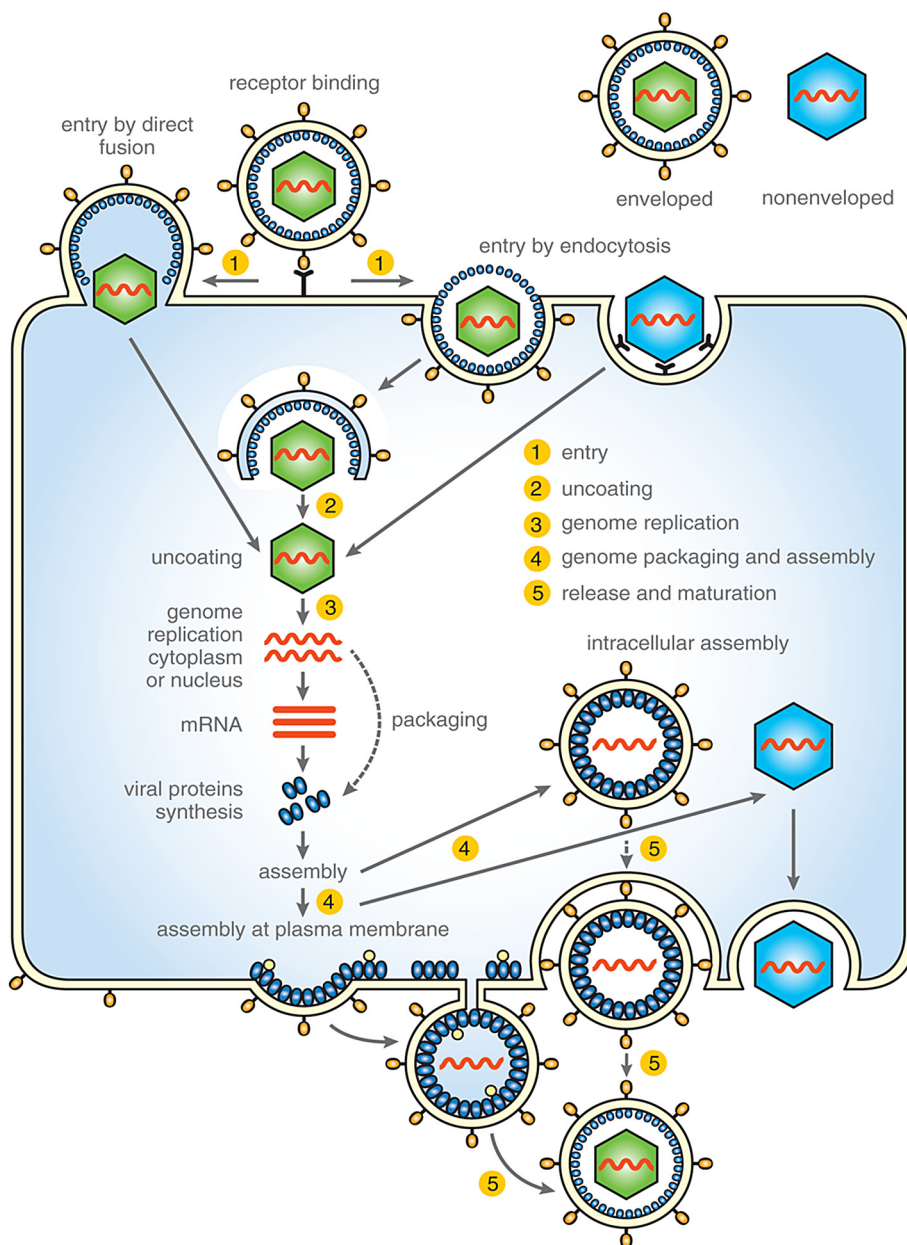 receptor binding
entry by direct
fusion
enveloped
nonenveloped
1
1
entry by endocytosis
1 entry
2 uncoating
3 genome replication
4 genome packaging and assembly
5 release and maturation
2
uncoating
3
genome
replication
cytoplasm
or nucleus
mRNA
packaging
viral proteins
synthesis
intracellular assembly
4
5
assembly
4
assembly at plasma membrane
5
5